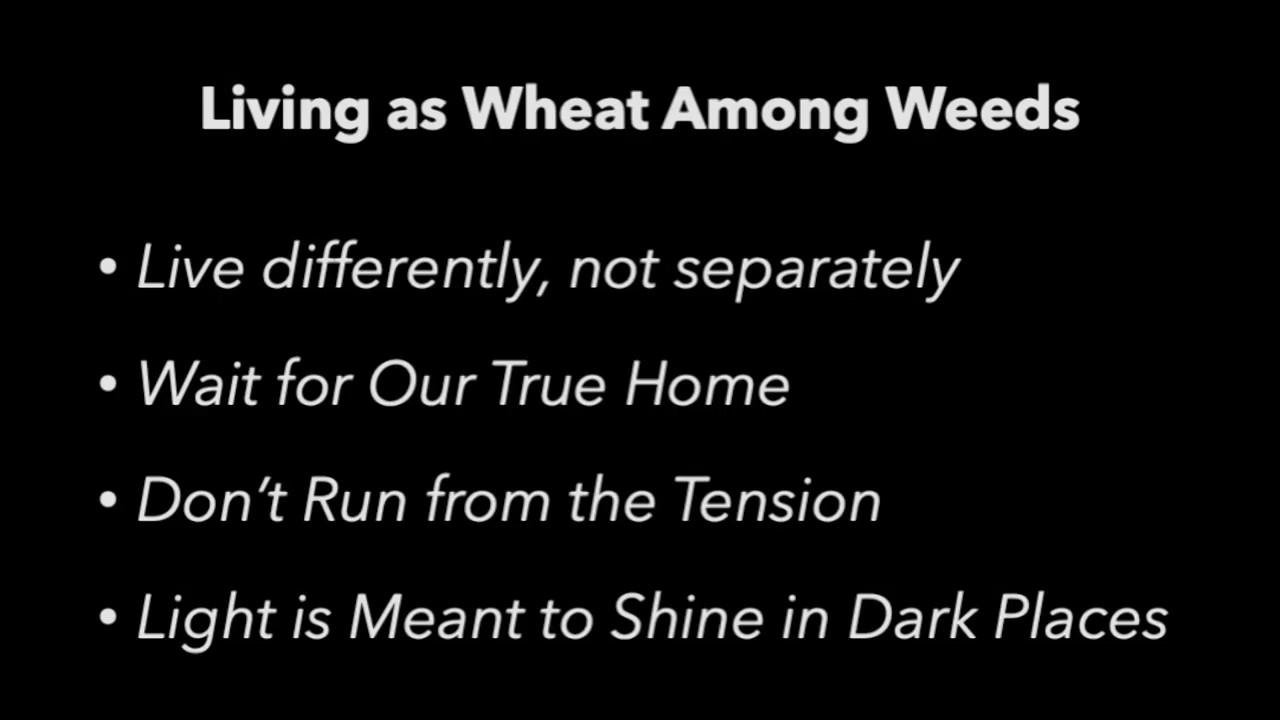 Living as Wheat Among Weeds
• Live differently, not separately
• Wait for Our True Home
• Don’t Run from the Tension
• Light is Meant to Shine in Dark Places